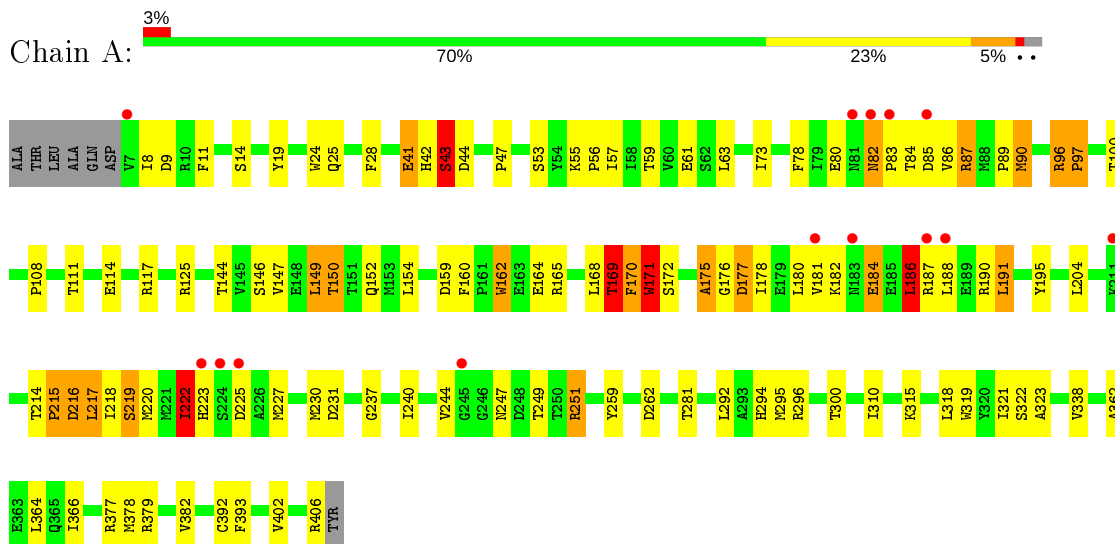 3%
Chain A:
70% 23% 5% • •
ALA THR LEU ALA GLN ASP V7 I8 D9 R10 F11 S14 Y19 W24 Q25 F28 E41 H42 S43 D44 P47 S53 Y54 K55 P56 I57 I58 T59 V60 E61 S62 L63 I73 F78 I79 E80 N81 N82 P83 T84 D85 V86 R87 M88 P89 M90 R96 P97 T100
P108 T111 E114 R117 R125 T144 V145 S146 V147 E148 L149 T150 T151 Q152 M153 L154 D159 F160 P161 W162 E163 E164 R165 L168 T169 F170 W171 S172 A175 G176 D177 I178 E179 L180 V181 K182 N183 E184 E185 L186 R187 L188 E189 R190 L191 Y195 L204 K211
T214 P215 D216 L217 I218 S219 M220 M221 I222 H223 S224 D225 A226 M227 M230 D231 G237 I240 V244 G245 G246 N247 D248 T249 T250 R251 Y259 D262 T281 L292 A293 H294 M295 R296 T300 I310 K315 L318 W319 Y320 I321 S322 A323 V338 A362
E363 L364 Q365 I366 R377 M378 R379 V382 C392 F393 V402 R406 TYR